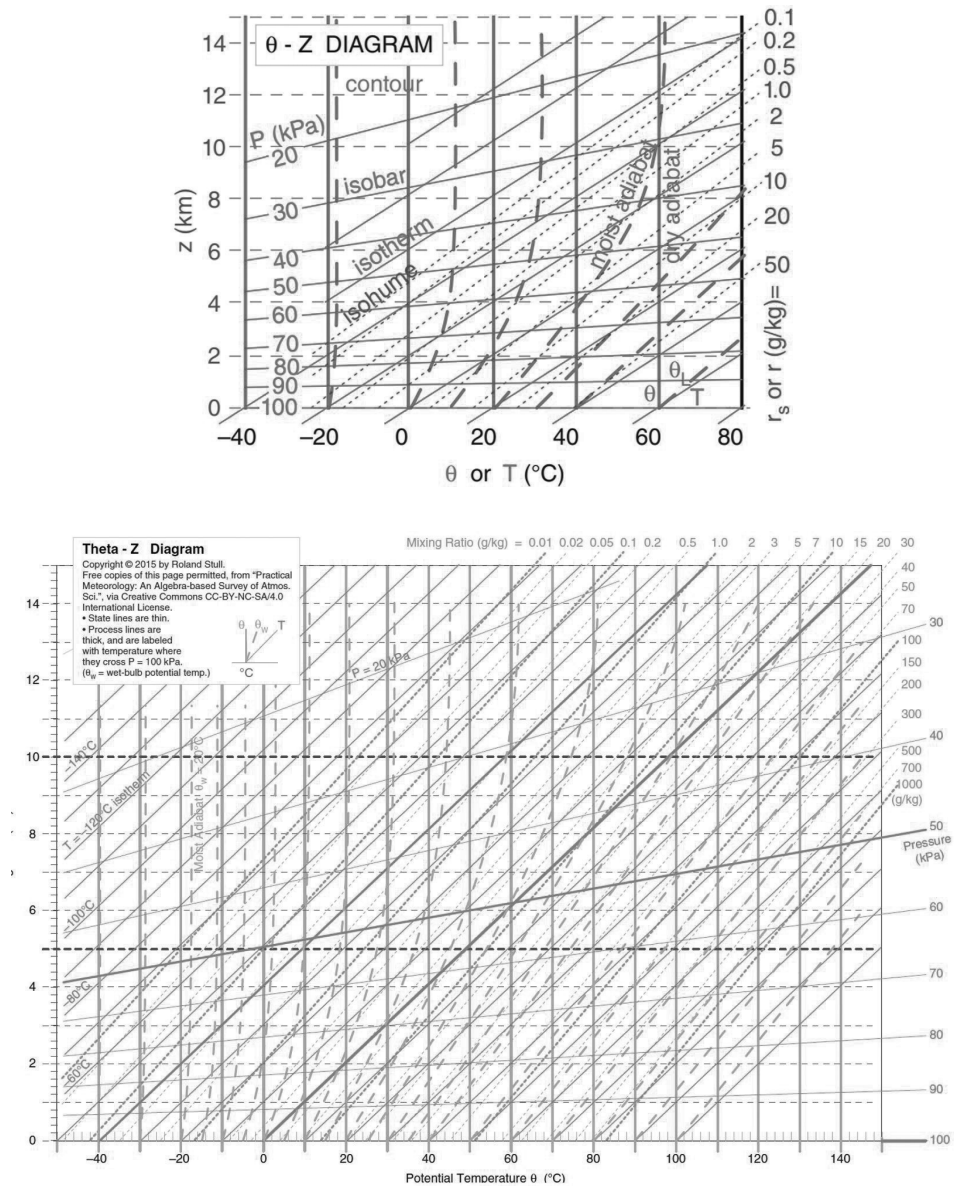 θ - Z DIAGRAM
14
12
10
8
6
4
2
0
z (km)
contour
P (kPa)
20
isobar
30
40
isotherm
50
isohume
60
70
80
90
100
moist adiabat
dry adiabat
θL
θ
T
0.1
0.2
0.5
1.0
2
5
10
20
50
rs or r (g/kg)=
–40
–20
0
20
40
60
80
θ or T (°C)
Theta - Z Diagram
Copyright © 2015 by Roland Stull.
Free copies of this page permitted, from "Practical
Meteorology: An Algebra-based Survey of Atmos.
Sci.", via Creative Commons CC-BY-NC-SA/4.0
International License.
• State lines are thin.
• Process lines are
thick, and are labeled
with temperature where
they cross P = 100 kPa.
(θw = wet-bulb potential temp.)
θ θw T
°C
Mixing Ratio (g/kg) = 0.01 0.02 0.05 0.1 0.2 0.5 1.0 2 3 5 7 10 15 20 30
40
50
70
100
150
200
300
500
700
1000
(g/kg)
30
40
50
Pressure
(kPa)
60
70
80
90
100
P = 20 kPa
–140°C
T = –120°C isotherm
–100°C
–80°C
–60°C
Moist Adiabat θw = –20°C
14
12
10
8
6
4
2
0
–40
–20
0
20
40
60
80
100
120
140
Potential Temperature θ (°C)